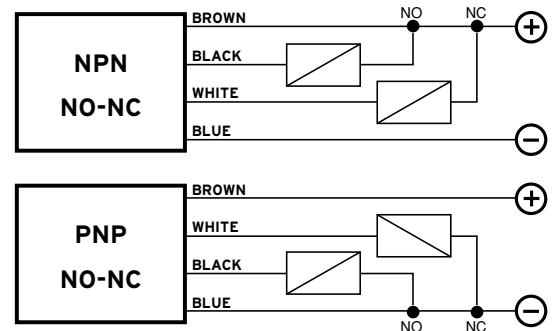 BROWN
NO
NC
+
BLACK
NPN
WHITE
NO-NC
BLUE
−
BROWN
+
WHITE
PNP
BLACK
NO-NC
BLUE
−
NO
NC